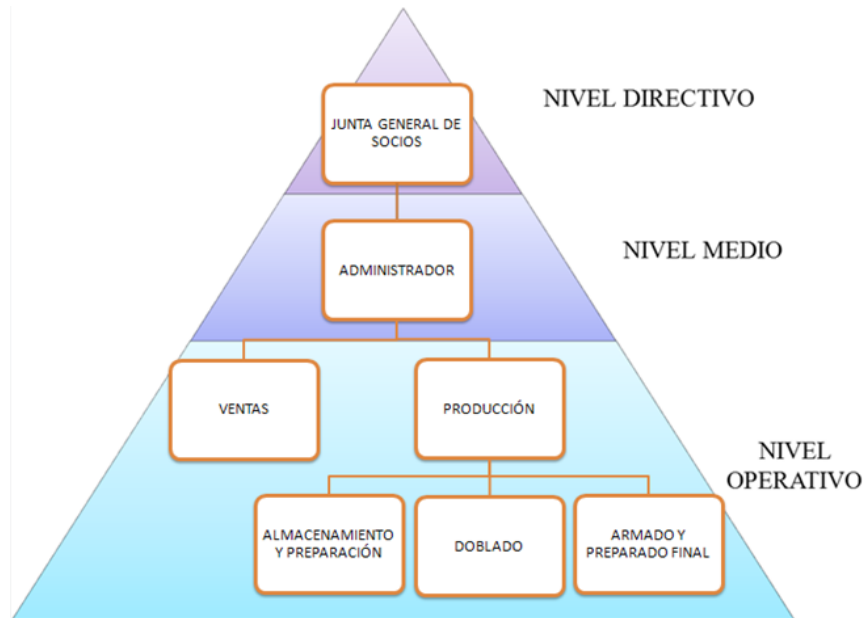 NIVEL DIRECTIVO
JUNTA GENERAL DE
SOCIOS
NIVEL MEDIO
ADMINISTRADOR
VENTAS
PRODUCCIÓN
NIVEL
OPERATIVO
ALMACENAMIENTO
Y PREPARACIÓN
DOBLADO
ARMADO Y
PREPARADO FINAL